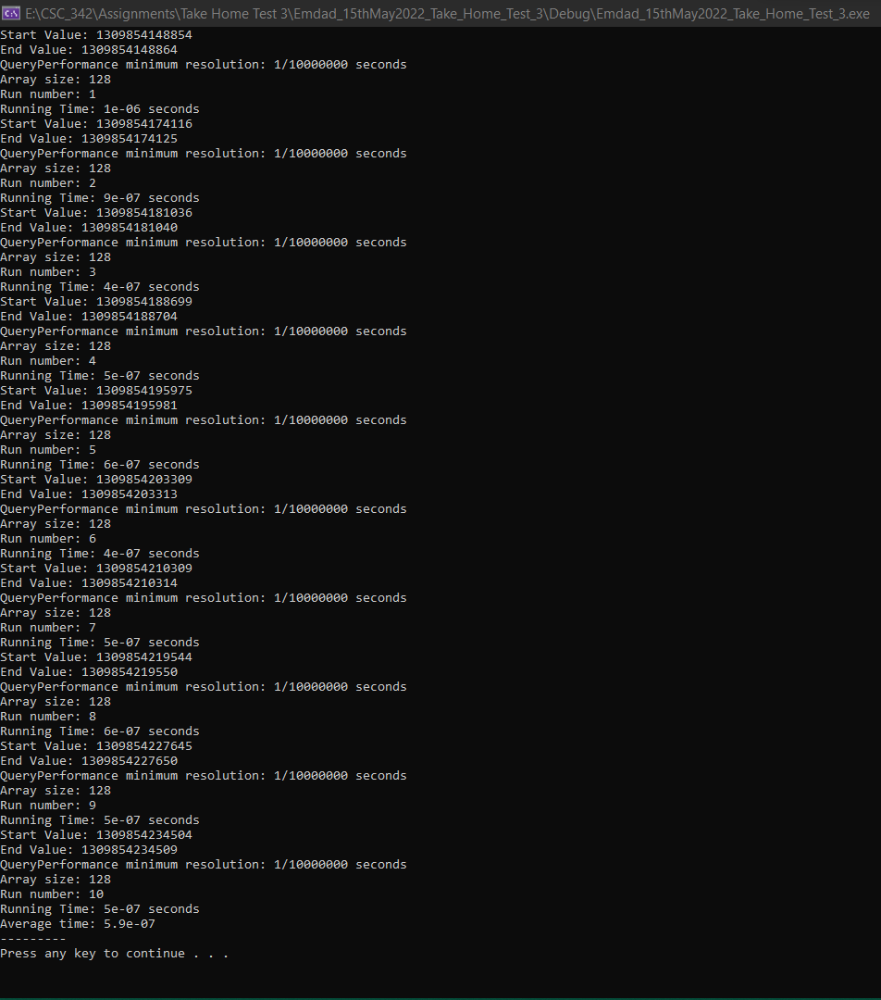 E:\CSC_342\Assignments\Take Home Test 3\Emdad_15thMay2022_Take_Home_Test_3\Debug\Emdad_15thMay2022_Take_Home_Test_3.exe
Start Value: 1309854148854
End Value: 1309854148864
QueryPerformance minimum resolution: 1/10000000 seconds
Array size: 128
Run number: 1
Running Time: 1e-06 seconds
Start Value: 1309854174116
End Value: 1309854174125
QueryPerformance minimum resolution: 1/10000000 seconds
Array size: 128
Run number: 2
Running Time: 9e-07 seconds
Start Value: 1309854181036
End Value: 1309854181040
QueryPerformance minimum resolution: 1/10000000 seconds
Array size: 128
Run number: 3
Running Time: 4e-07 seconds
Start Value: 1309854188699
End Value: 1309854188704
QueryPerformance minimum resolution: 1/10000000 seconds
Array size: 128
Run number: 4
Running Time: 5e-07 seconds
Start Value: 1309854195975
End Value: 1309854195981
QueryPerformance minimum resolution: 1/10000000 seconds
Array size: 128
Run number: 5
Running Time: 6e-07 seconds
Start Value: 1309854203309
End Value: 1309854203313
QueryPerformance minimum resolution: 1/10000000 seconds
Array size: 128
Run number: 6
Running Time: 4e-07 seconds
Start Value: 1309854210309
End Value: 1309854210314
QueryPerformance minimum resolution: 1/10000000 seconds
Array size: 128
Run number: 7
Running Time: 5e-07 seconds
Start Value: 1309854219544
End Value: 1309854219550
QueryPerformance minimum resolution: 1/10000000 seconds
Array size: 128
Run number: 8
Running Time: 6e-07 seconds
Start Value: 1309854227645
End Value: 1309854227650
QueryPerformance minimum resolution: 1/10000000 seconds
Array size: 128
Run number: 9
Running Time: 5e-07 seconds
Start Value: 1309854234504
End Value: 1309854234509
QueryPerformance minimum resolution: 1/10000000 seconds
Array size: 128
Run number: 10
Running Time: 5e-07 seconds
Average time: 5.9e-07
---------
Press any key to continue . . .